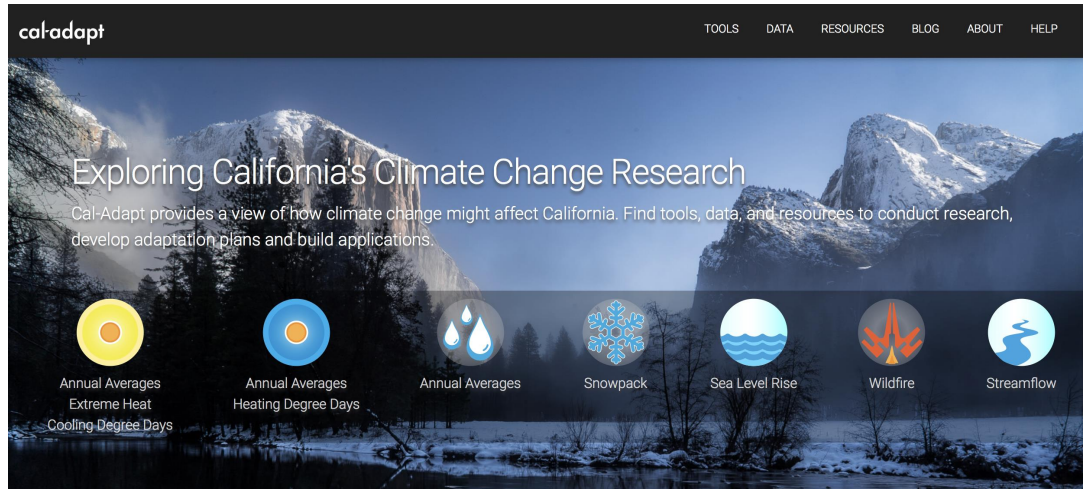 cal-adapt
TOOLS DATA RESOURCES BLOG ABOUT HELP
Exploring California's Climate Change Research
Cal-Adapt provides a view of how climate change might affect California. Find tools, data, and resources to conduct research,
develop adaptation plans and build applications.
Annual Averages
Extreme Heat
Cooling Degree Days
Annual Averages
Heating Degree Days
Annual Averages
Snowpack
Sea Level Rise
Wildfire
Streamflow